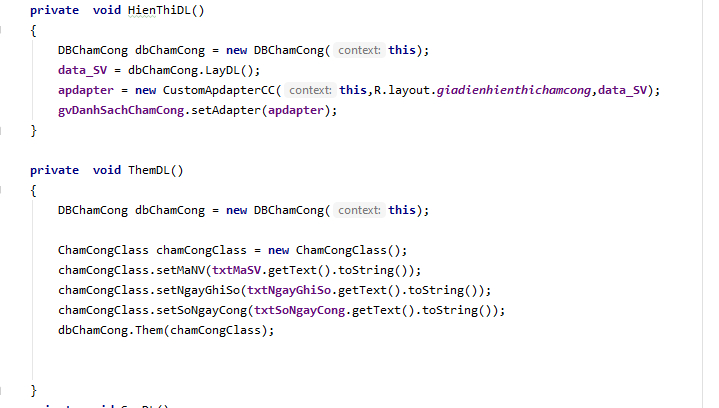 private  void HienThiDL()
{
    DBChamCong dbChamCong = new DBChamCong( context: this);
    data_SV = dbChamCong.LayDL();
    apdapter = new CustomApdapterCC( context: this,R.layout.giadienhienthichamcong,data_SV);
    gvDanhSachChamCong.setAdapter(apdapter);
}
private  void ThemDL()
{
    DBChamCong dbChamCong = new DBChamCong( context: this);
    ChamCongClass chamCongClass = new ChamCongClass();
    chamCongClass.setMaNV(txtMaSV.getText().toString());
    chamCongClass.setNgayGhiSo(txtNgayGhiSo.getText().toString());
    chamCongClass.setSoNgayCong(txtSoNgayCong.getText().toString());
    dbChamCong.Them(chamCongClass);
}